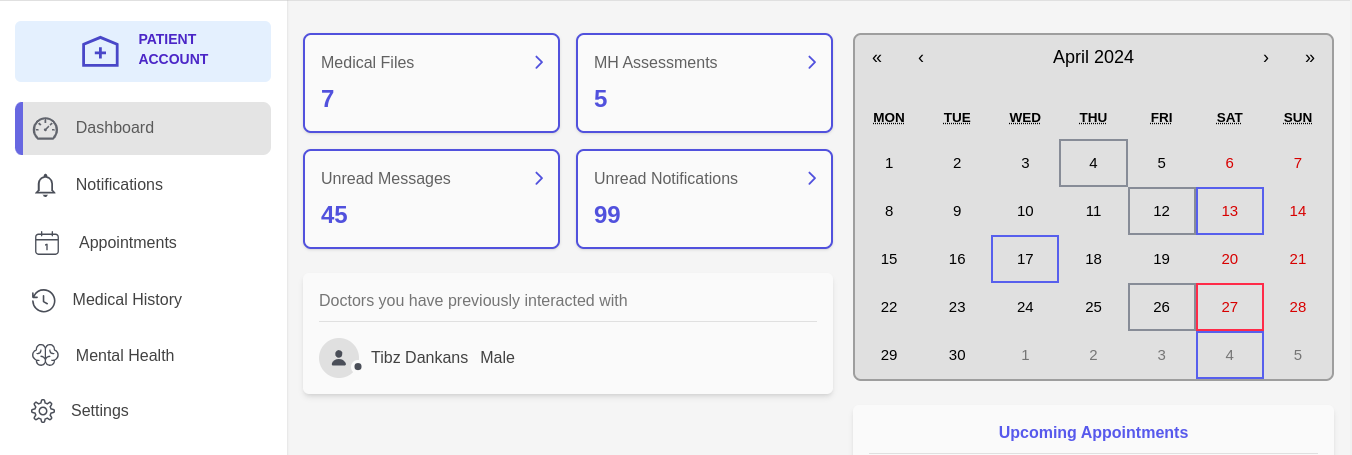 PATIENT
ACCOUNT
Dashboard
Notifications
1
Appointments
Medical History
Mental Health
Settings
Medical Files
7
MH Assessments
5
Unread Messages
45
Unread Notifications
99
Doctors you have previously interacted with
Tibz Dankans Male
« ‹ April 2024 › »
MON TUE WED THU FRI SAT SUN
1 2 3 4 5 6 7
8 9 10 11 12 13 14
15 16 17 18 19 20 21
22 23 24 25 26 27 28
29 30 1 2 3 4 5
Upcoming Appointments